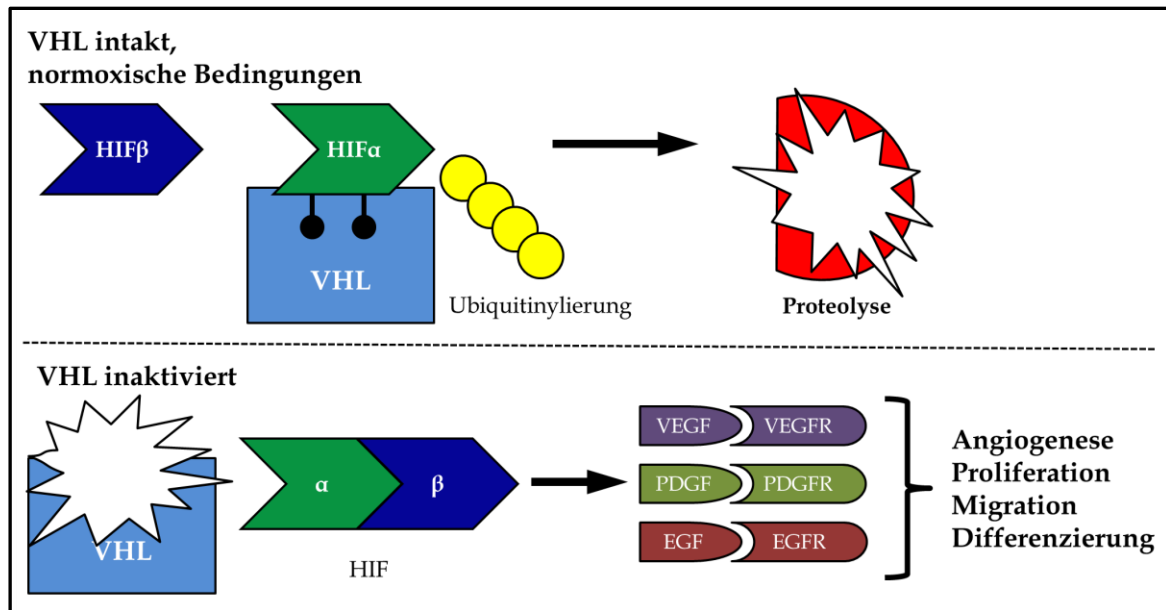 VHL intakt,
normoxische Bedingungen
HIFβ
HIFα
VHL
Ubiquitinylierung
Proteolyse
VHL inaktiviert
VHL
α
β
HIF
VEGF
VEGFR
PDGF
PDGFR
EGF
EGFR
Angiogenese
Proliferation
Migration
Differenzierung